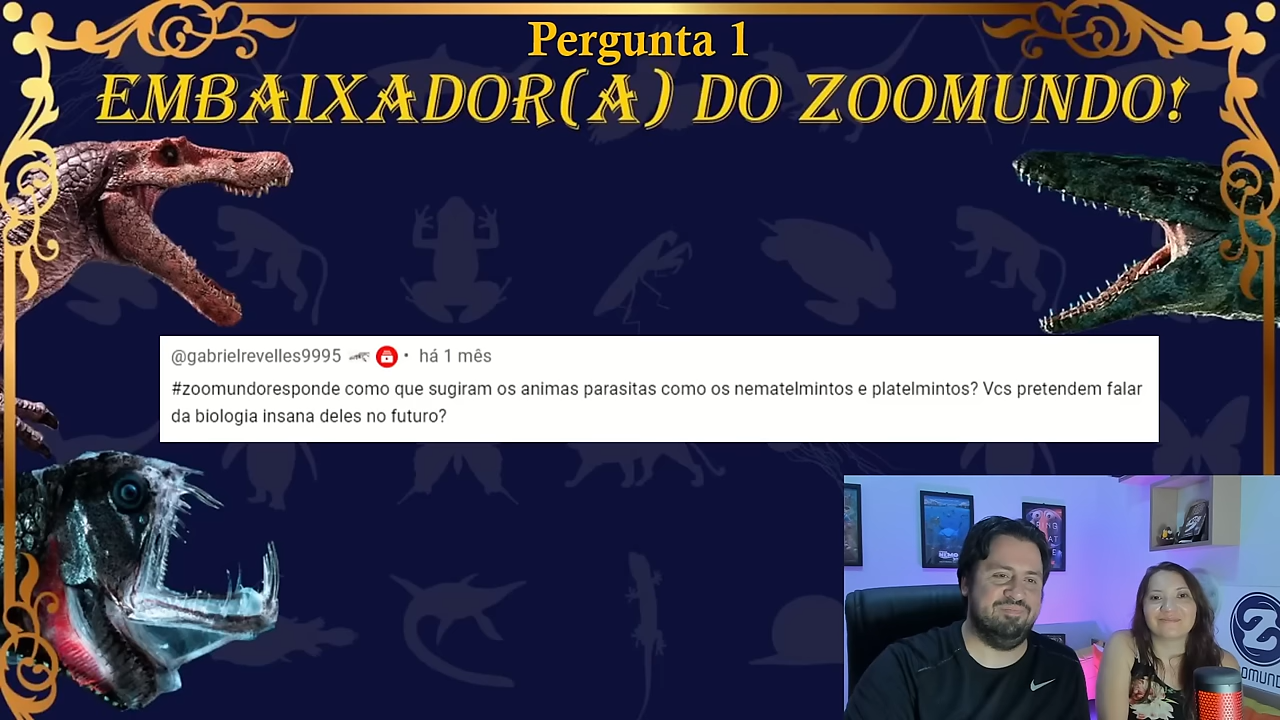 Pergunta 1
EMBAIXADOR(A) DO ZOOMUNDO!
@gabrielrevelles9995 • há 1 mês
#zoomundoresponde como que sugiram os animas parasitas como os nematelmintos e platelmintos? Vcs pretendem falar
da biologia insana deles no futuro?
NEMO